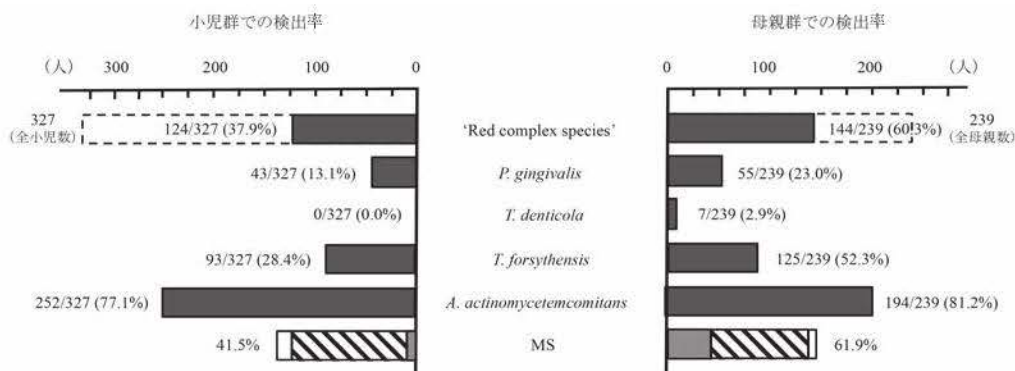 小児群での検出率
母親群での検出率
(人) 300 200 100 0
0 100 200 (人)
327
(全小児数)
124/327 (37.9%)
'Red complex species'
144/239 (60.3%)
239
(全母親数)
43/327 (13.1%)
P. gingivalis
55/239 (23.0%)
0/327 (0.0%)
T. denticola
7/239 (2.9%)
93/327 (28.4%)
T. forsythensis
125/239 (52.3%)
252/327 (77.1%)
A. actinomycetemcomitans
194/239 (81.2%)
41.5%
MS
61.9%